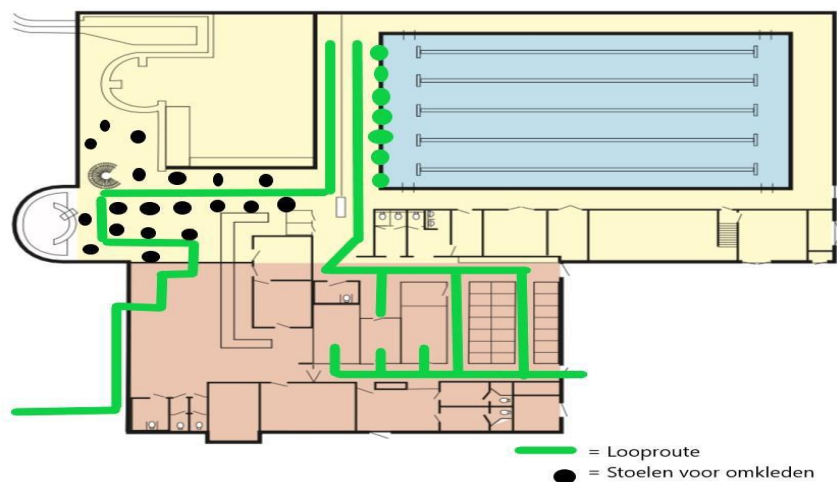 = Looproute
= Stoelen voor omkleden